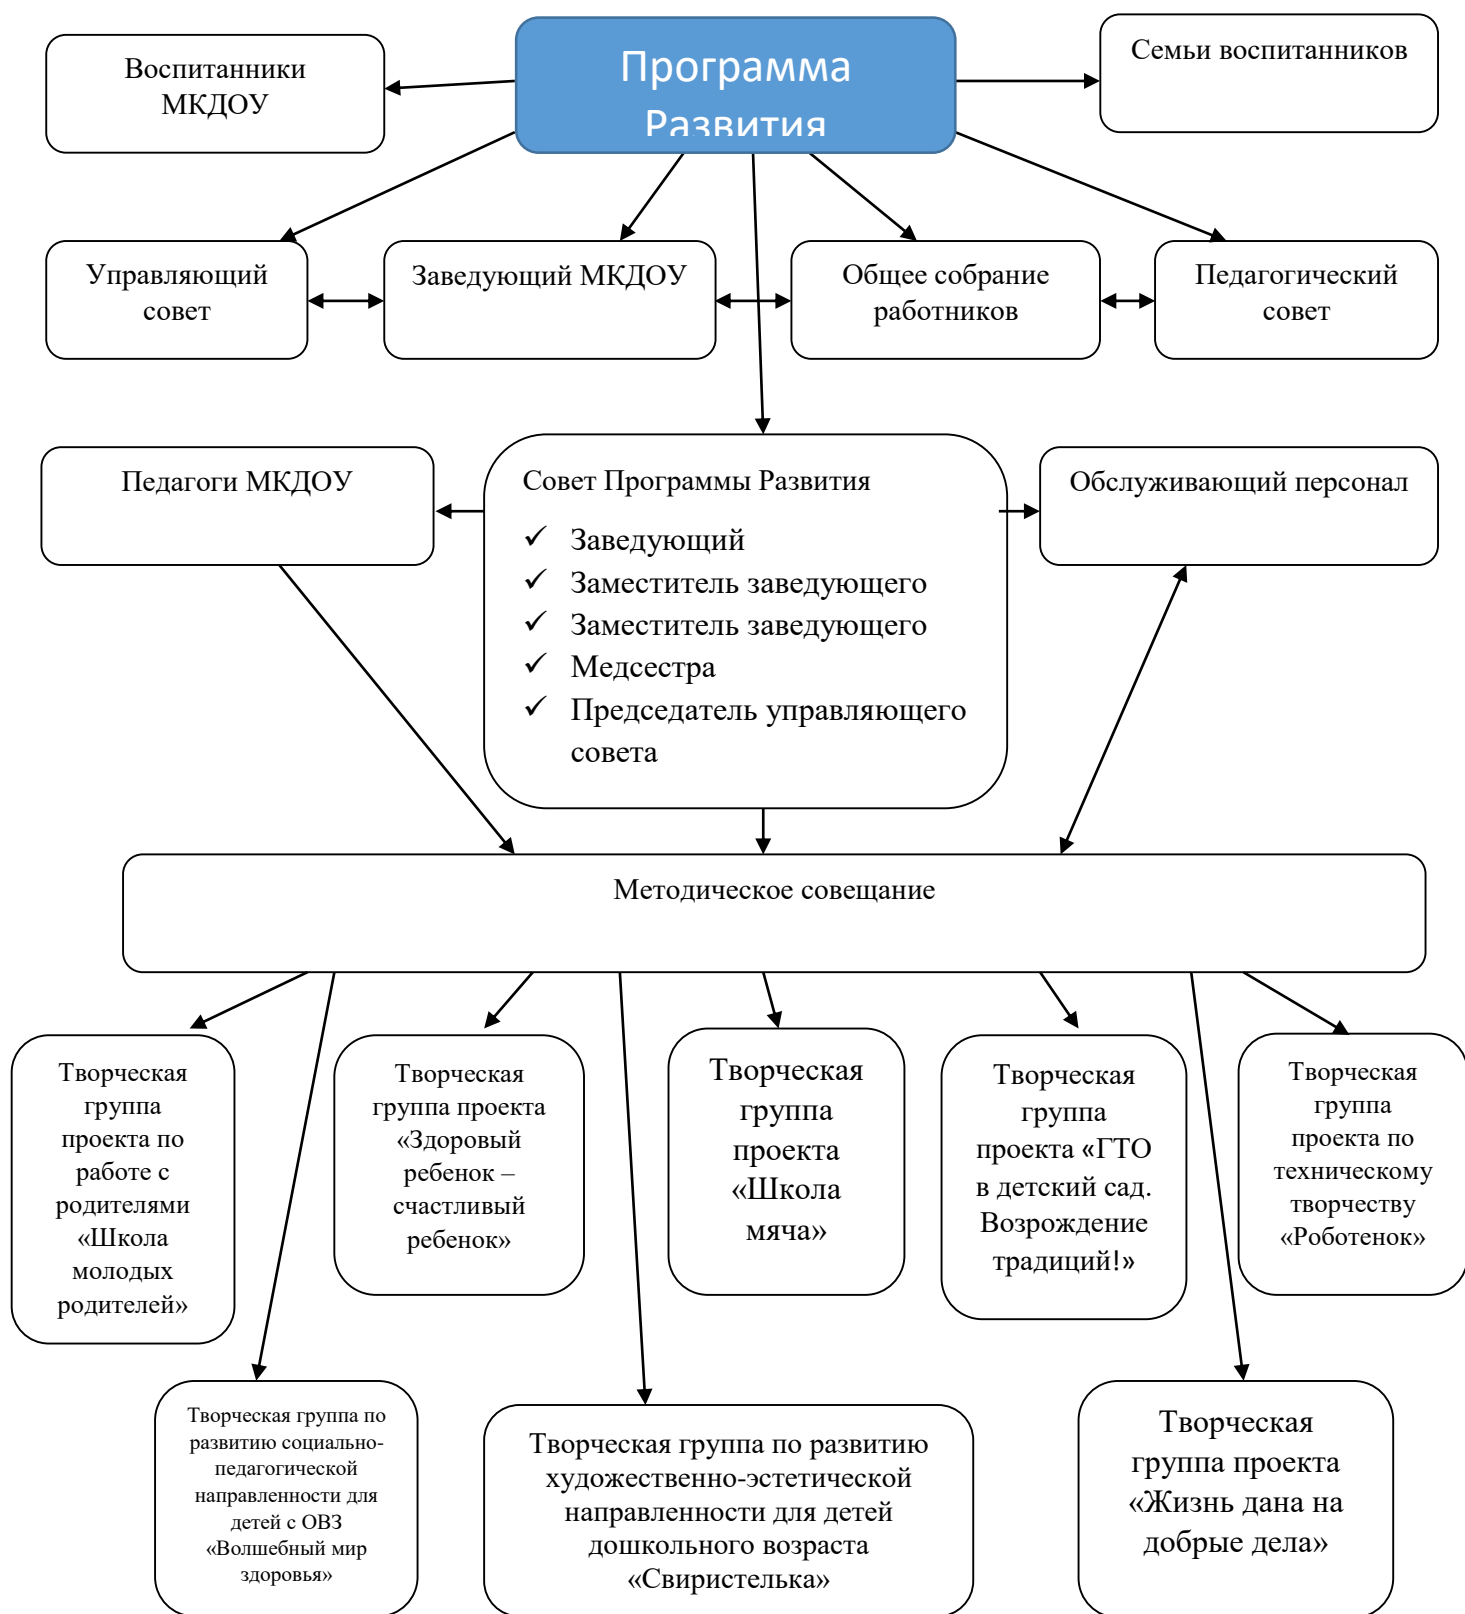 Программа
Развития
Воспитанники
МКДОУ
Семьи воспитанников
Управляющий
совет
Заведующий МКДОУ
Общее собрание
работников
Педагогический
совет
Педагоги МКДОУ
Совет Программы Развития
Заведующий
Заместитель заведующего
Заместитель заведующего
Медсестра
Председатель управляющего
совета
Обслуживающий персонал
Методическое совещание
Творческая
группа
проекта по
работе с
родителями
«Школа
молодых
родителей»
Творческая
группа проекта
«Здоровый
ребенок –
счастливый
ребенок»
Творческая
группа
проекта
«Школа
мяча»
Творческая
группа
проекта «ГТО
в детский сад.
Возрождение
традиций!»
Творческая
группа
проекта по
техническому
творчеству
«Роботенок»
Творческая группа по
развитию социально-
педагогической
направленности для
детей с ОВЗ
«Волшебный мир
здоровья»
Творческая группа по развитию
художественно-эстетической
направленности для детей
дошкольного возраста
«Свиристелька»
Творческая
группа проекта
«Жизнь дана на
добрые дела»